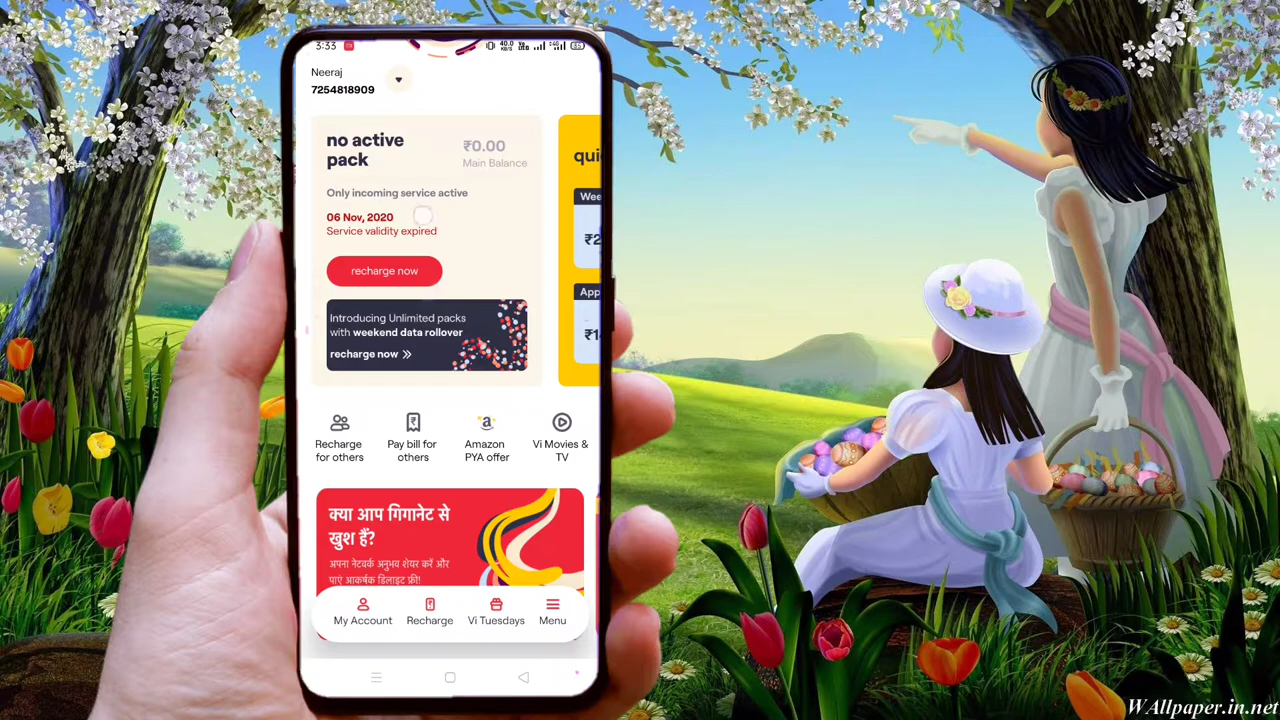 3:33
40.0
KB/S
Neeraj
7254818909
no active
pack
₹0.00
Main Balance
Only incoming service active
06 Nov, 2020
Service validity expired
recharge now
Introducing Unlimited packs
with weekend data rollover
recharge now
Recharge
for others
Pay bill for
others
Amazon
PYA offer
Vi Movies &
TV
क्या आप गिगानेट से
खुश हैं?
अपना नेटवर्क अनुभव शेयर करें और
पाएं आकर्षक डिलाइट फ्री!
My Account
Recharge
Vi Tuesdays
Menu
WAllpaper.in.net